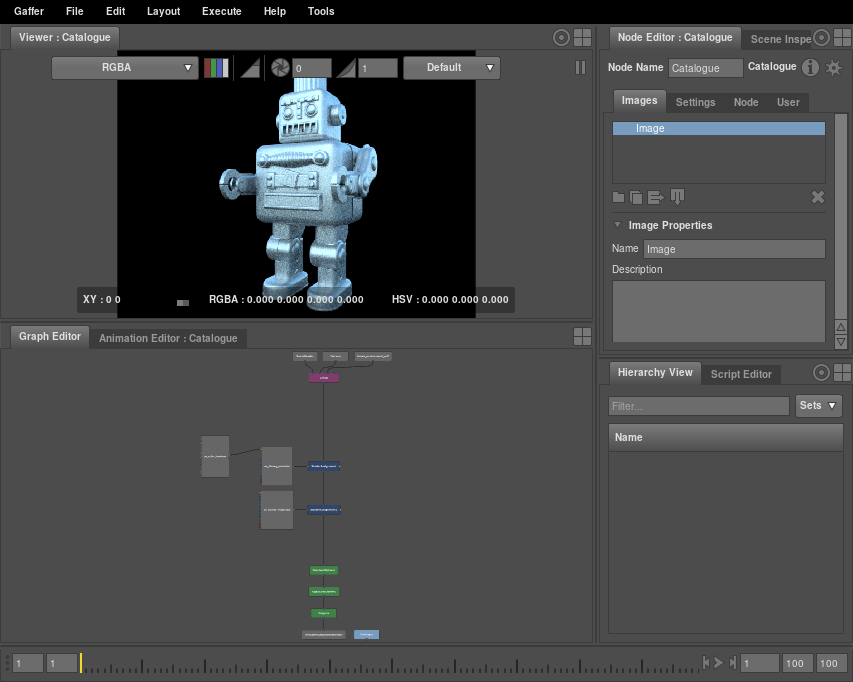 Gaffer File Edit Layout Execute Help Tools
Viewer : Catalogue
RGBA
0
1
Default
XY : 0 0
RGBA : 0.000 0.000 0.000 0.000
HSV : 0.000 0.000 0.000
Graph Editor
Animation Editor : Catalogue
Node Editor : Catalogue
Scene Inspe
Node Name
Catalogue
Catalogue
Images
Settings
Node
User
Image
Image Properties
Name
Image
Description
Hierarchy View
Script Editor
Filter...
Sets
Name
1
1
1
100
100